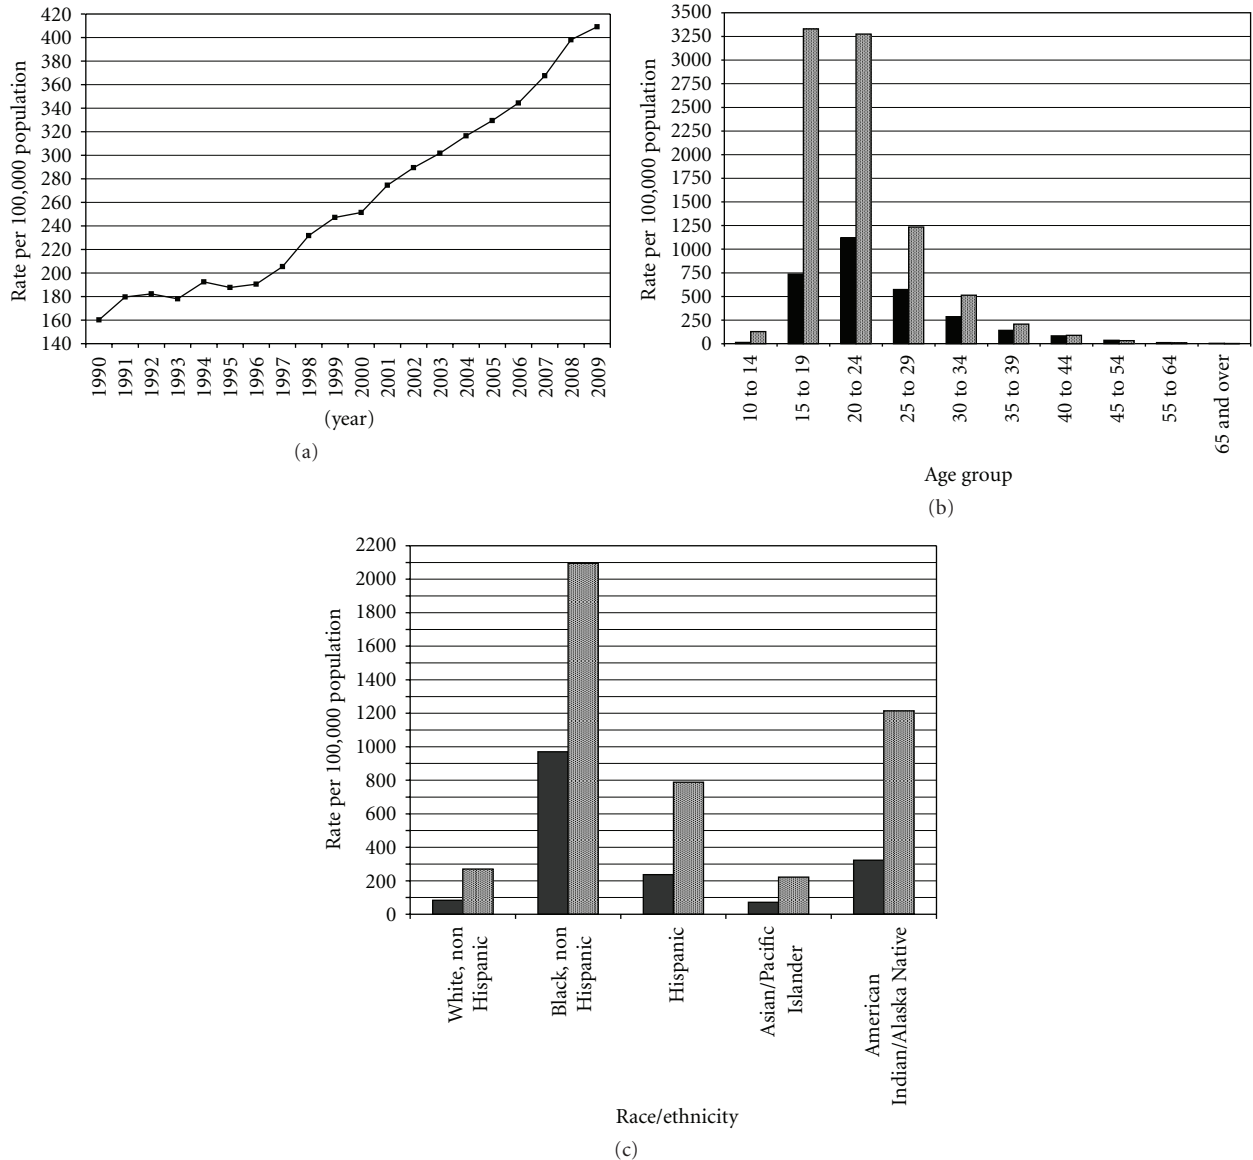 420
400
380
360
340
320
300
280
260
240
220
200
180
160
140
Rate per 100,000 population
1990
1991
1992
1993
1994
1995
1996
1997
1998
1999
2000
2001
2002
2003
2004
2005
2006
2007
2008
2009
(year)
(a)
3500
3250
3000
2750
2500
2250
2000
1750
1500
1250
1000
750
500
250
0
Rate per 100,000 population
10 to 14
15 to 19
20 to 24
25 to 29
30 to 34
35 to 39
40 to 44
45 to 54
55 to 64
65 and over
Age group
(b)
2200
2000
1800
1600
1400
1200
1000
800
600
400
200
0
Rate per 100,000 population
White, non
Hispanic
Black, non
Hispanic
Hispanic
Asian/Pacific
Islander
American
Indian/Alaska Native
Race/ethnicity
(c)